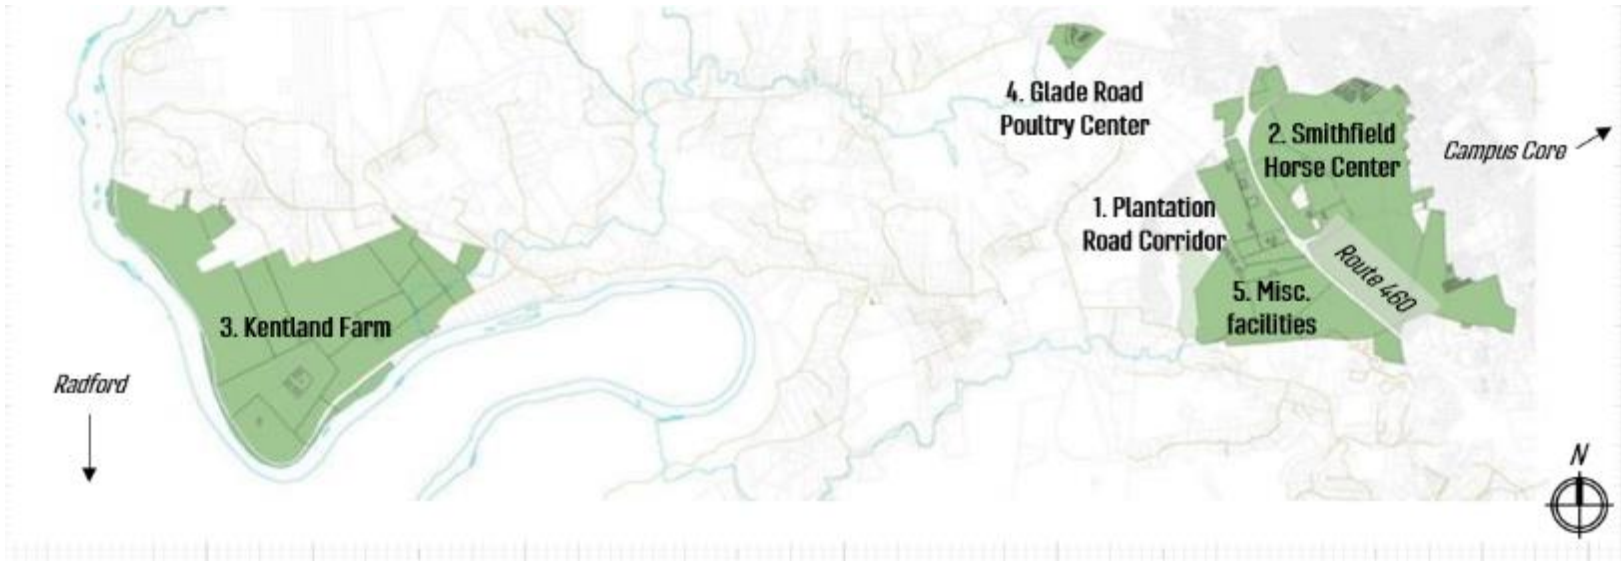 4. Glade Road
Poultry Center
2. Smithfield
Horse Center
Campus Core
1. Plantation
Road Corridor
Route 460
5. Misc.
facilities
3. Kentland Farm
Radford
N